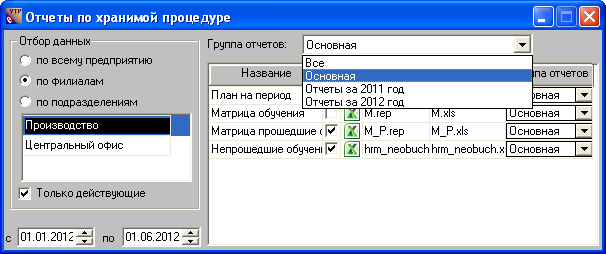 Отчеты по хранимой процедуре
Отбор данных
по всему предприятию
по филиалам
по подразделениям
Производство
Центральный офис
Только действующие
с 01.01.2012 по 01.06.2012
Группа отчетов: Основная
Все
Основная
Отчеты за 2011 год
Отчеты за 2012 год
Название па отчетов
План на период Основная
Матрица обучения M.rep M.xls Основная
Матрица прошедшие M_P.rep M_P.xls Основная
Непрошедшие обучен hrm_neobuch hrm_neobuch.x Основная